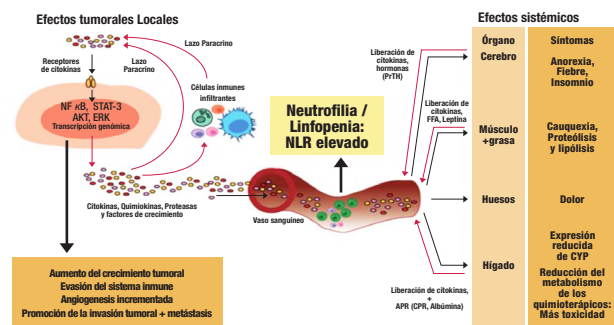 Efectos tumorales Locales
Lazo Paracrino
Receptores
de citokinas
Lazo
Paracrino
NF κB, STAT-3
AKT, ERK
Transcripción genómica
Células inmunes
infiltrantes
Citokinas, Quimiokinas, Proteasas
y factores de crecimiento
Aumento del crecimiento tumoral
Evasión del sistema inmune
Angiogenesis incrementada
Promoción de la invasión tumoral + metástasis
Neutrofilia /
Linfopenia:
NLR elevado
Vaso sanguíneo
Liberación de
citokinas,
hormonas
(PrTH)
Liberación de
citokinas,
FFA, Leptina
Liberación de citokinas,
+
APR (CPR, Albúmina)
Efectos sistémicos
Órgano
Síntomas
Cerebro
Anorexia,
Fiebre,
Insomnio
Músculo
+grasa
Cauquexia,
Proteólisis
y lipólisis
Huesos
Dolor
Hígado
Expresión
reducida
de CYP
Reducción del
metabolismo
de los
quimioterápicos:
Más toxicidad